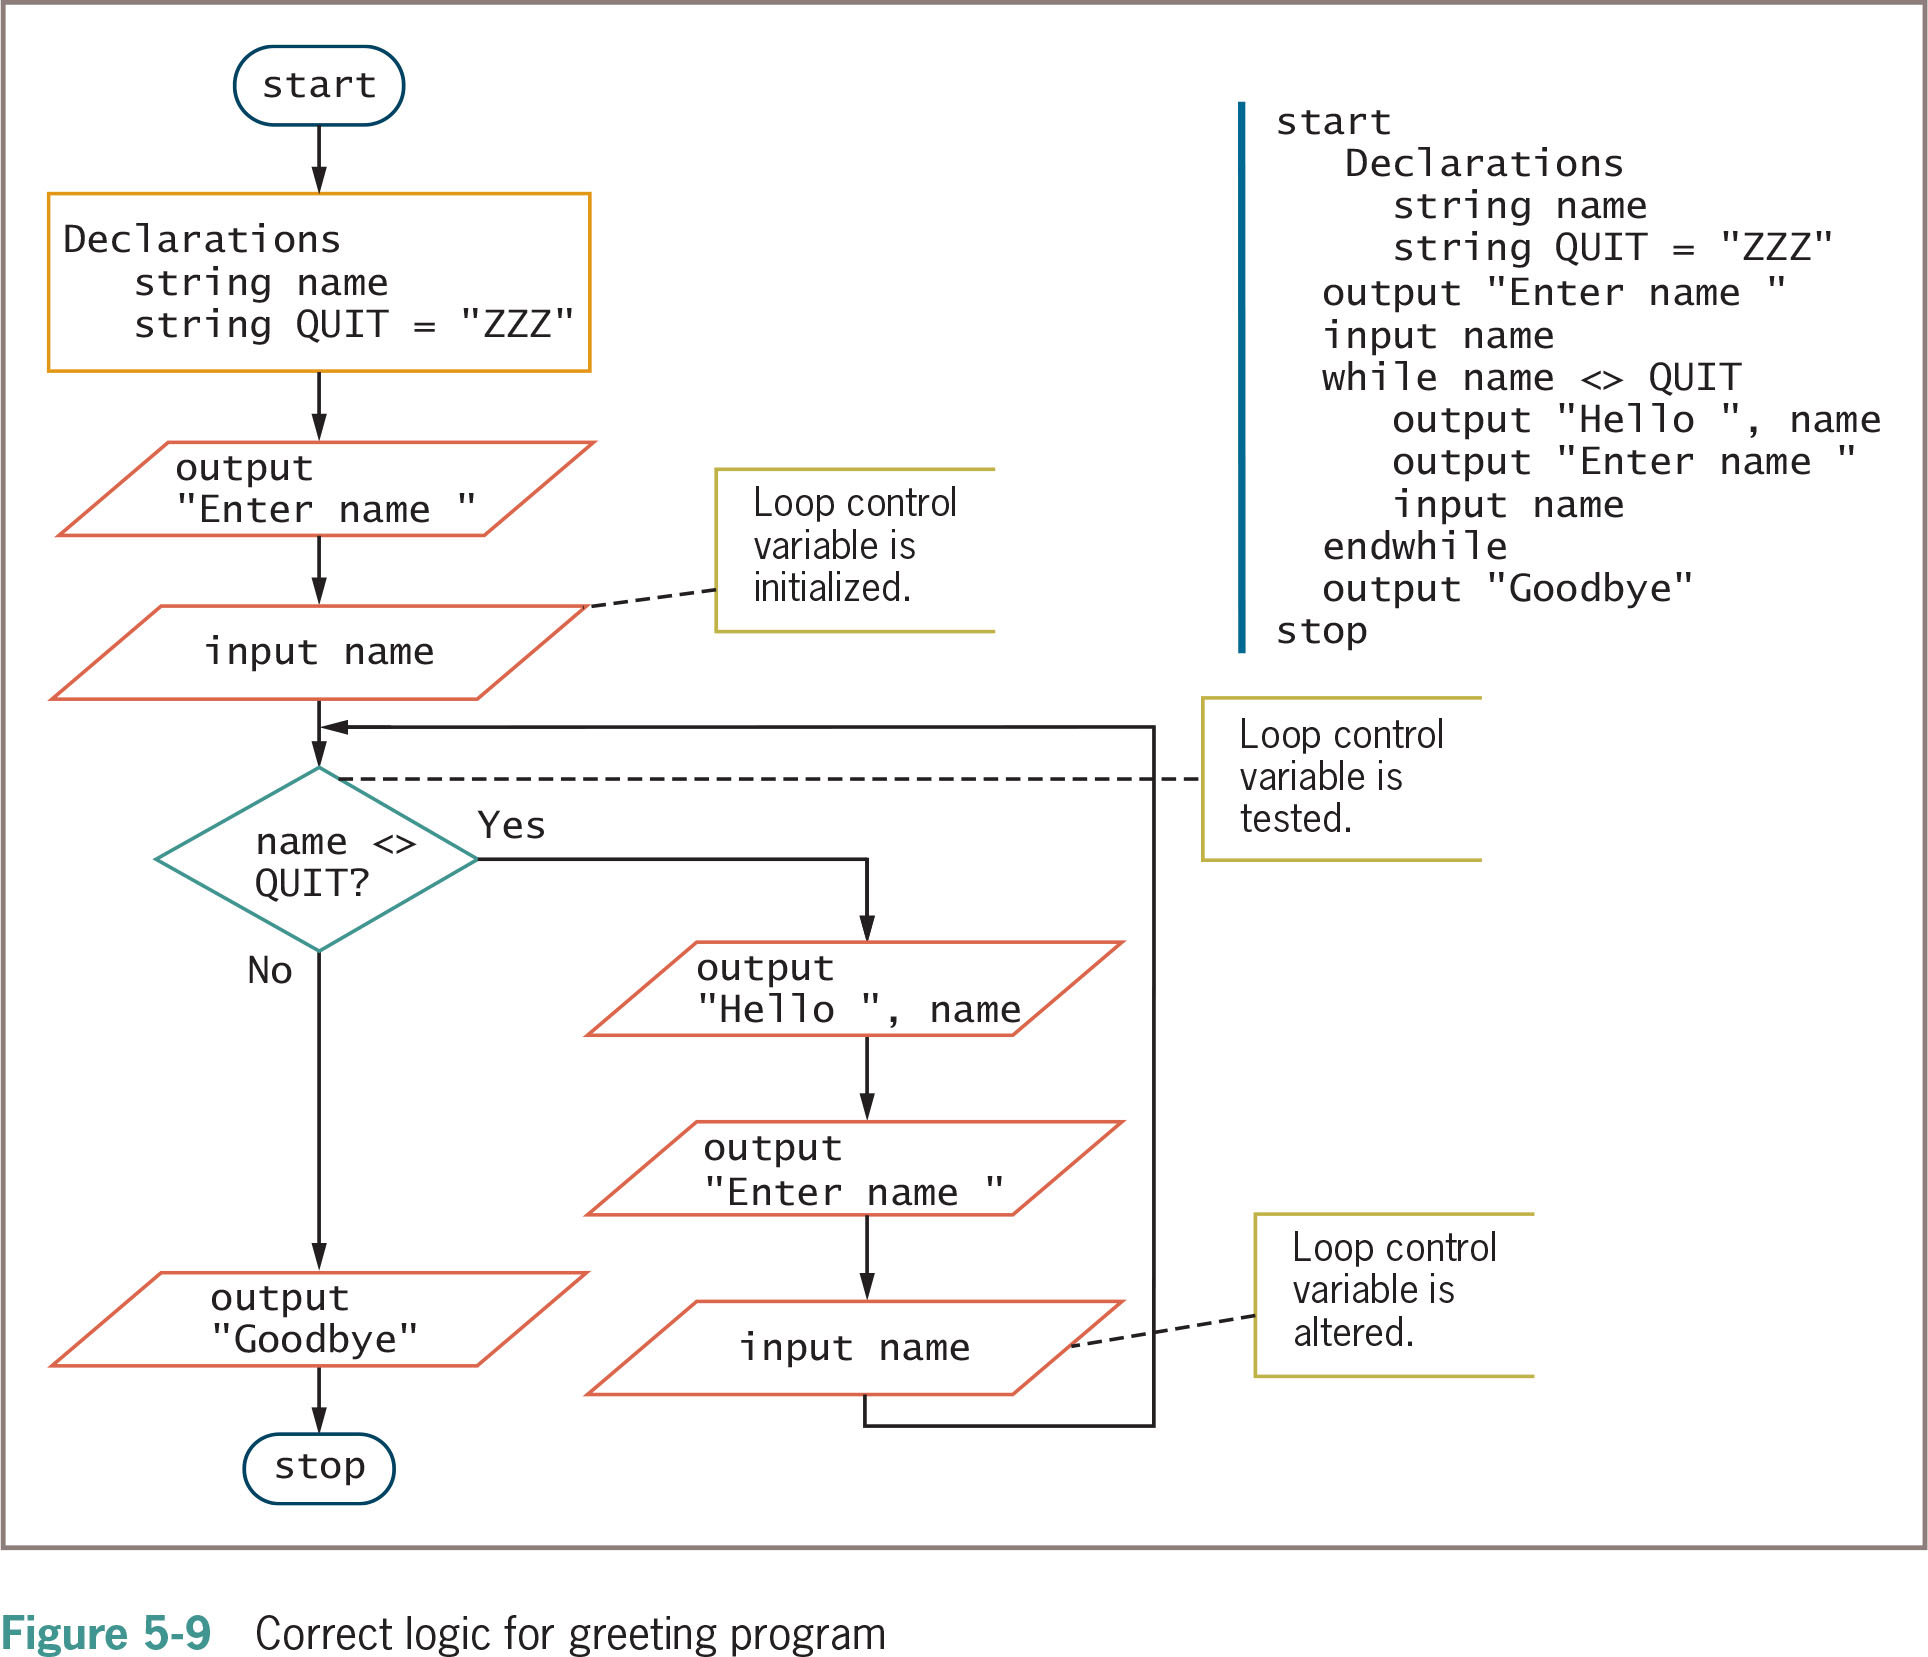 start
Declarations
string name
string QUIT = "ZZZ"
output
"Enter name "
input name
Loop control
variable is
initialized.
name <>
QUIT?
Yes
No
Loop control
variable is
tested.
output
"Hello ", name
output
"Enter name "
input name
Loop control
variable is
altered.
output
"Goodbye"
stop
start
Declarations
string name
string QUIT = "ZZZ"
output "Enter name "
input name
while name <> QUIT
output "Hello ", name
output "Enter name "
input name
endwhile
output "Goodbye"
stop
Figure 5-9 Correct logic for greeting program